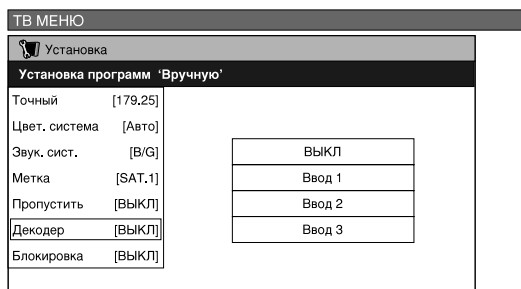 ТВ МЕНЮ
Установка
Установка программ ‘Вручную’
Точный [179.25]
Цвет. система [Авто]
Звук. сист. [B/G] ВЫКЛ
Метка [SAT.1] Ввод 1
Пропустить [ВЫКЛ] Ввод 2
Декодер [ВЫКЛ] Ввод 3
Блокировка [ВЫКЛ]